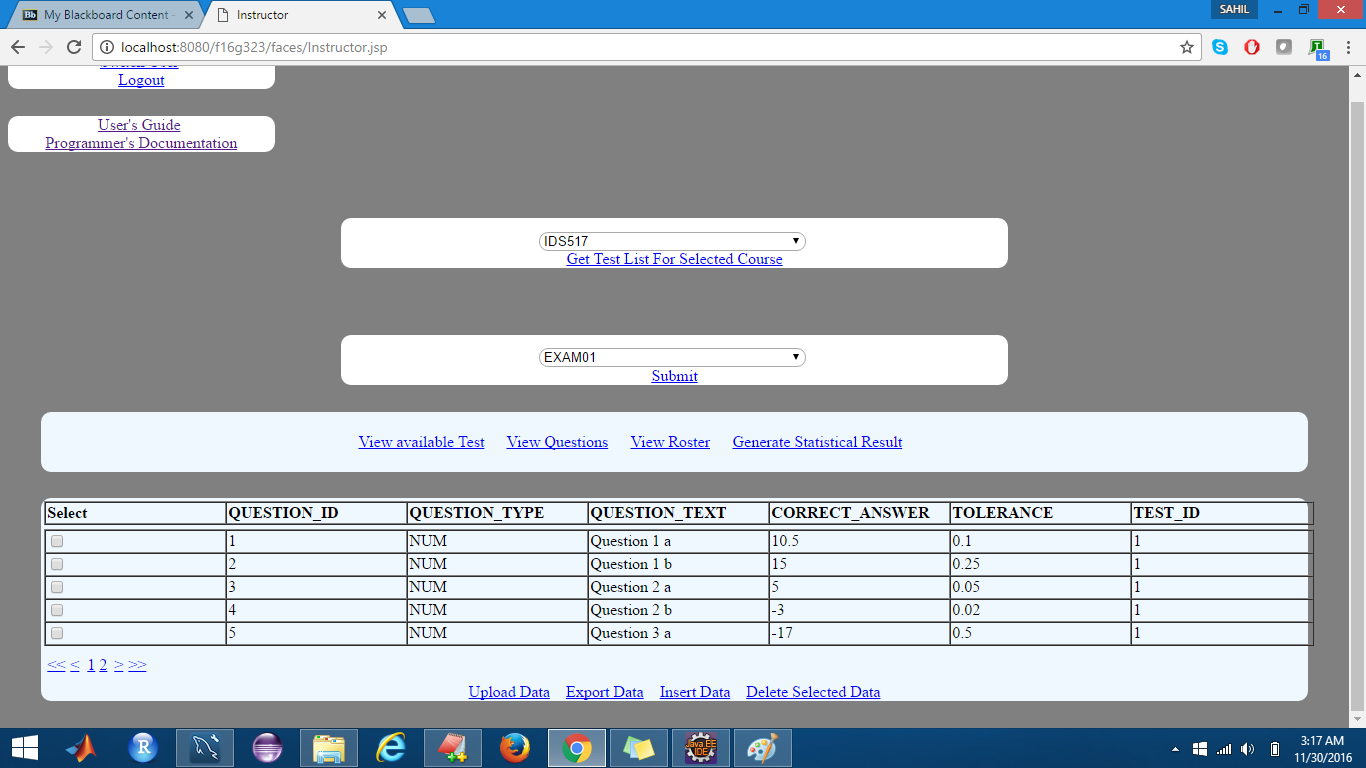 My Blackboard Content -
Instructor
SAHIL
localhost:8080/f16g323/faces/Instructor.jsp
16
Logout
User's Guide
Programmer's Documentation
IDS517
Get Test List For Selected Course
EXAM01
Submit
View available Test View Questions View Roster Generate Statistical Result
Select QUESTION_ID QUESTION_TYPE QUESTION_TEXT CORRECT_ANSWER TOLERANCE TEST_ID
1 NUM Question 1 a 10.5 0.1 1
2 NUM Question 1 b 15 0.25 1
3 NUM Question 2 a 5 0.05 1
4 NUM Question 2 b -3 0.02 1
5 NUM Question 3 a -17 0.5 1
<< < 1 2 > >>
Upload Data Export Data Insert Data Delete Selected Data
Java EE
IDE
3:17 AM
11/30/2016